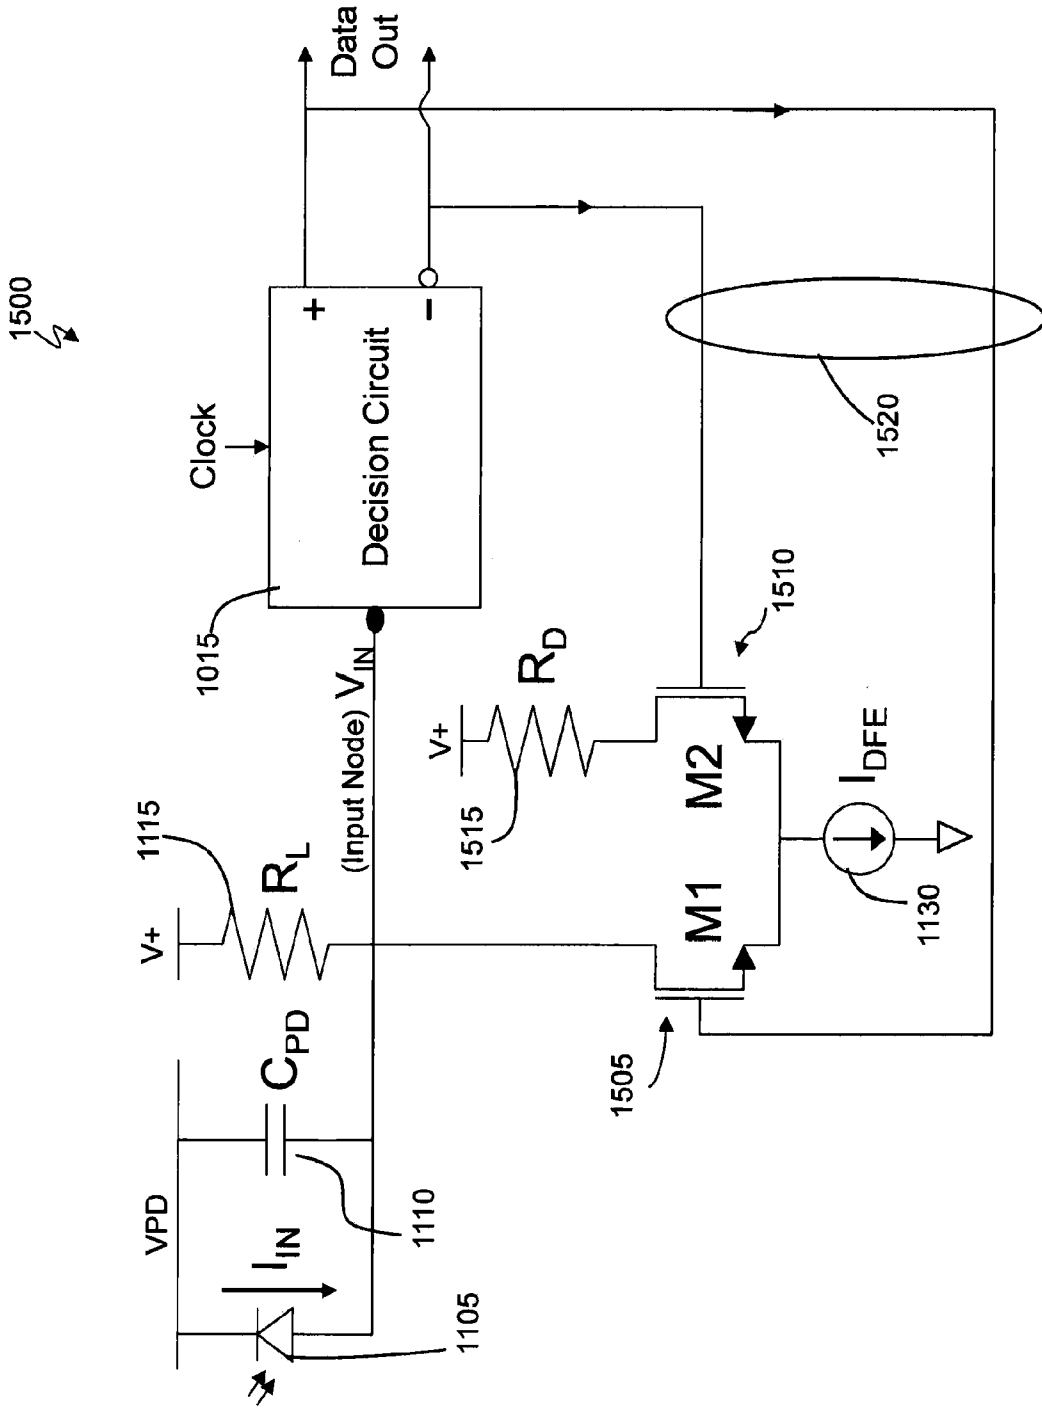 1500
Clock
Data
Out
+
−
Decision Circuit
1015
VPD
V+
1115
I_IN
C_PD
R_L
(Input Node) V_IN
1105
1110
V+
1515
R_D
1505
M1
M2
1510
1520
I_DFE
1130